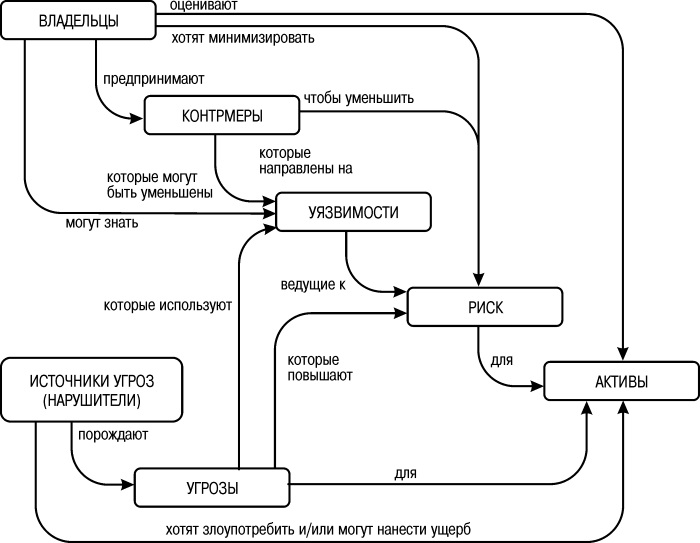 оценивают
ВЛАДЕЛЬЦЫ
хотят минимизировать
предпринимают
чтобы уменьшить
КОНТРМЕРЫ
которые
направлены на
которые могут
быть уменьшены
УЯЗВИМОСТИ
могут знать
ведущие к
которые используют
РИСК
которые
повышают
для
ИСТОЧНИКИ УГРОЗ
(НАРУШИТЕЛИ)
АКТИВЫ
порождают
для
УГРОЗЫ
хотят злоупотребить и/или могут нанести ущерб